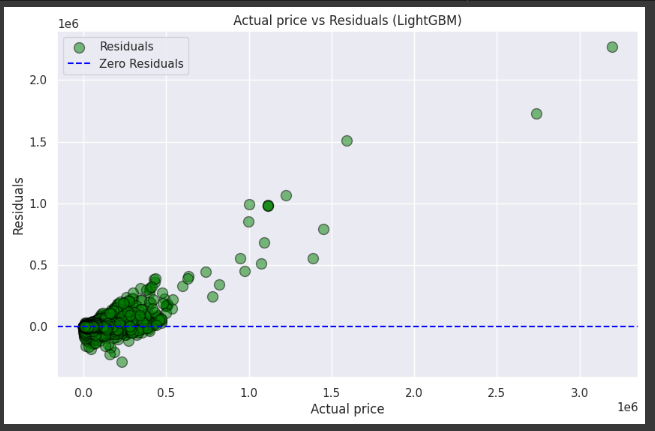 Actual price vs Residuals (LightGBM)
1e6
Residuals
Zero Residuals
2.0
1.5
1.0
0.5
0.0
Residuals
0.0 0.5 1.0 1.5 2.0 2.5 3.0
1e6
Actual price